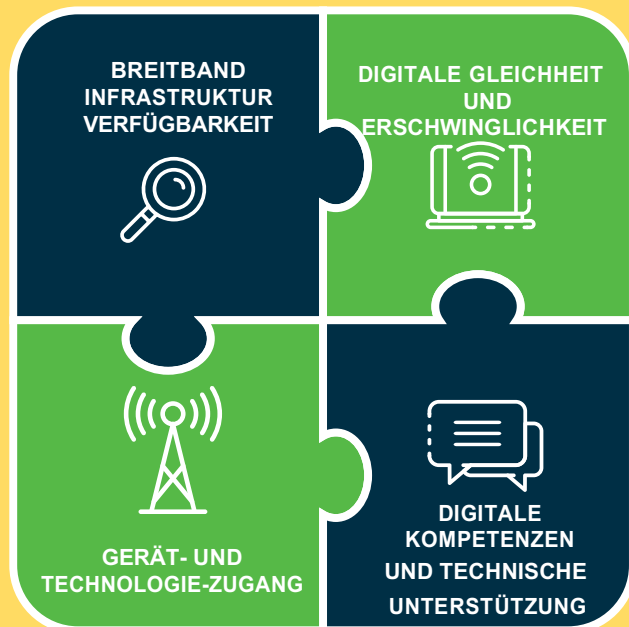 BREITBAND
INFRASTRUKTUR
VERFÜGBARKEIT
DIGITALE GLEICHHEIT
UND
ERSCHWINGLICHKEIT
GERÄT- UND
TECHNOLOGIE-ZUGANG
DIGITALE
KOMPETENZEN
UND TECHNISCHE
UNTERSTÜTZUNG